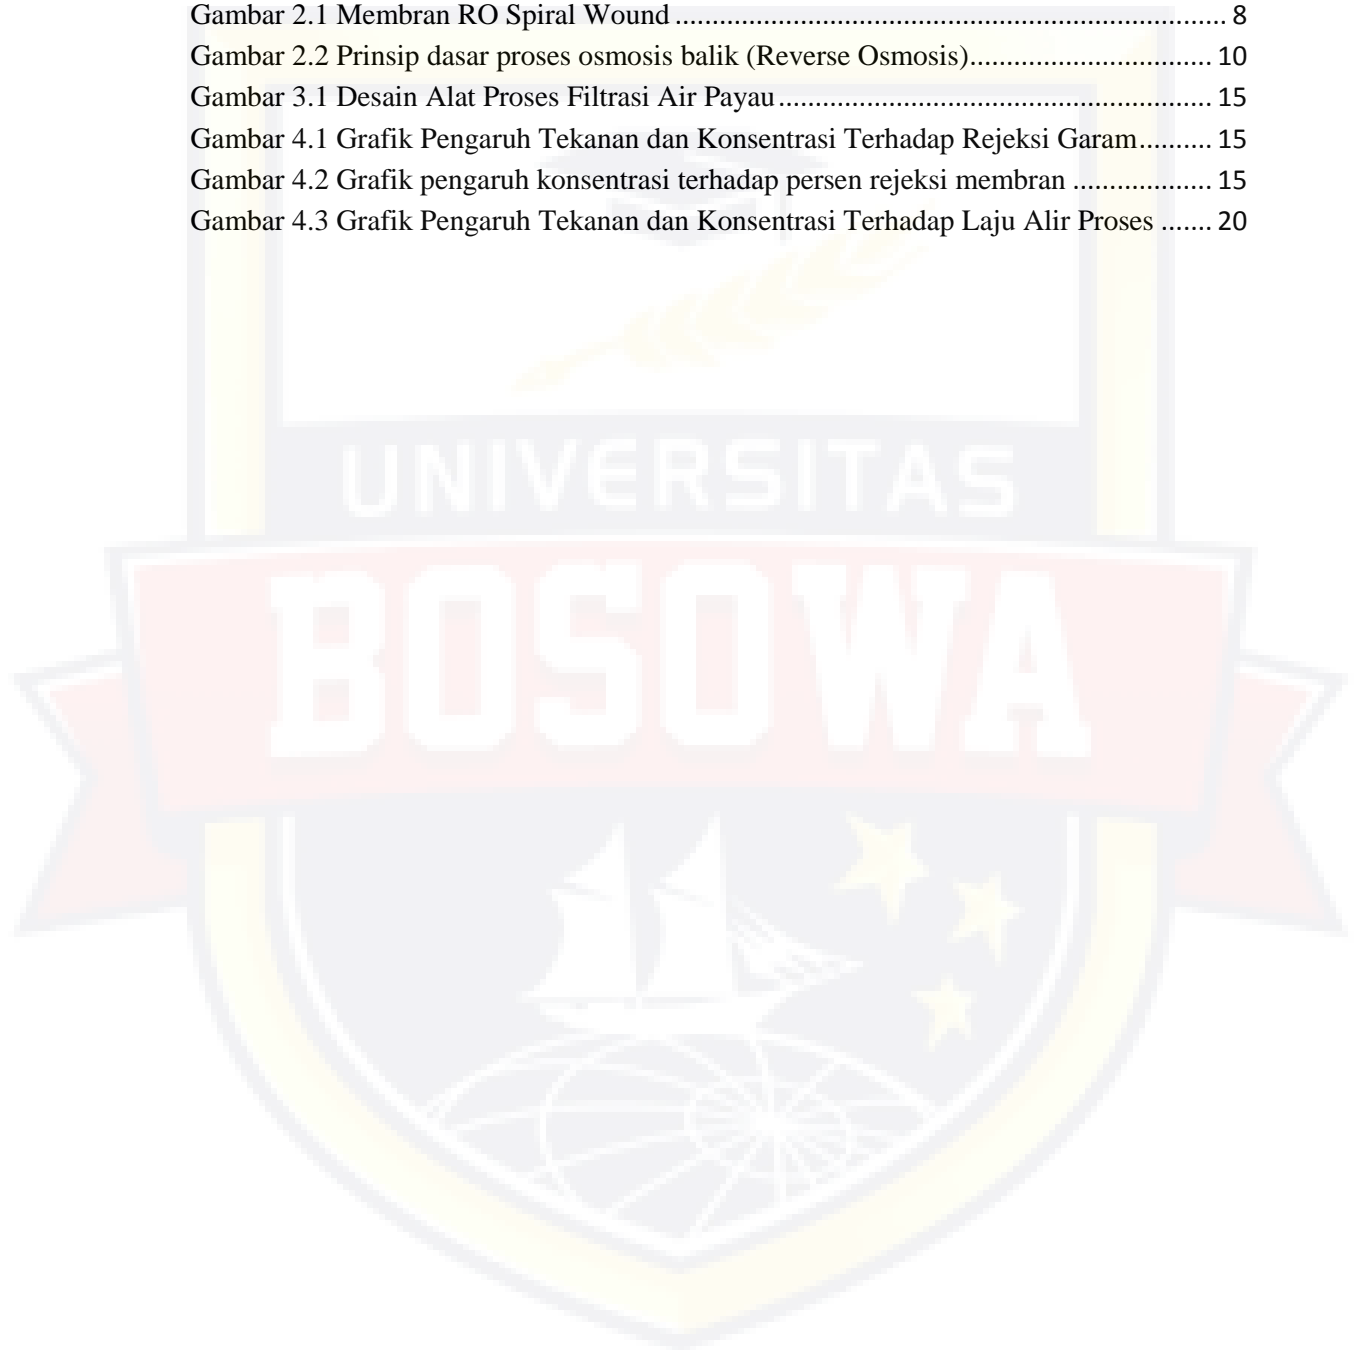 Gambar 2.1 Membran RO Spiral Wound .......................................................................... 8
Gambar 2.2 Prinsip dasar proses osmosis balik (Reverse Osmosis)................................. 10
Gambar 3.1 Desain Alat Proses Filtrasi Air Payau........................................................... 15
Gambar 4.1 Grafik Pengaruh Tekanan dan Konsentrasi Terhadap Rejeksi Garam.......... 15
Gambar 4.2 Grafik pengaruh konsentrasi terhadap persen rejeksi membran ................... 15
Gambar 4.3 Grafik Pengaruh Tekanan dan Konsentrasi Terhadap Laju Alir Proses ....... 20
UNIVERSITAS
BOSOWA